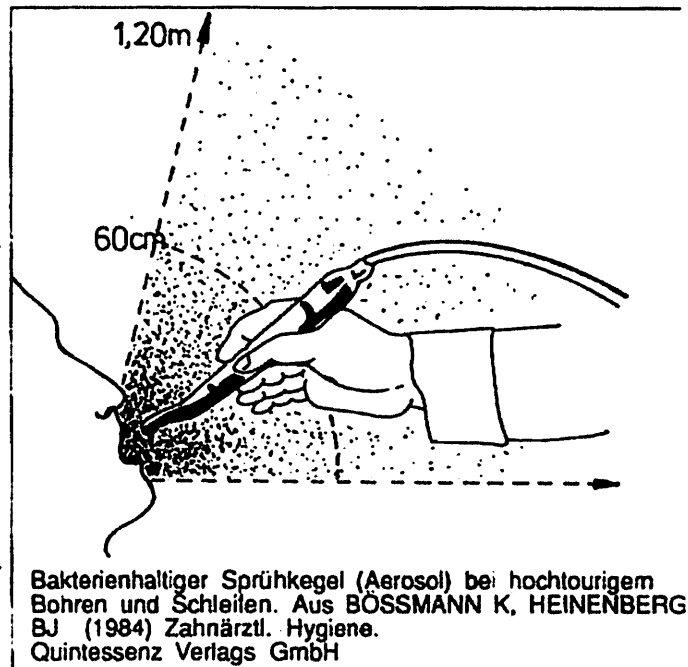 1,20m
60cm
Bakterienhaltiger Sprühkegel (Aerosol) bei hochtourigem
Bohren und Schleifen. Aus BÖSSMANN K, HEINENBERG
BJ (1984) Zahnärztl. Hygiene.
Quintessenz Verlags GmbH